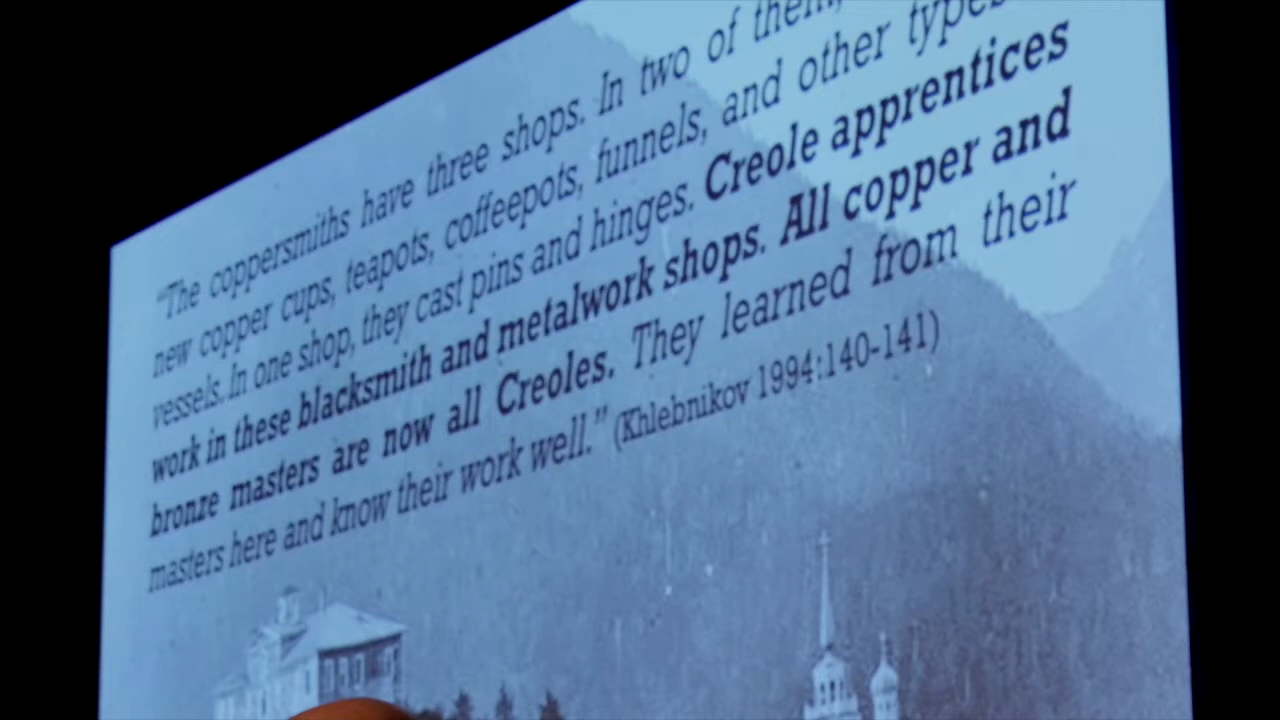 "The coppersmiths have three shops. In two of them,
new copper cups, teapots, coffeepots, funnels, and other types
vessels. In one shop, they cast pins and hinges. Creole apprentices
work in these blacksmith and metalwork shops. All copper and
bronze masters are now all Creoles. They learned from their
masters here and know their work well." (Khlebnikov 1994:140-141)